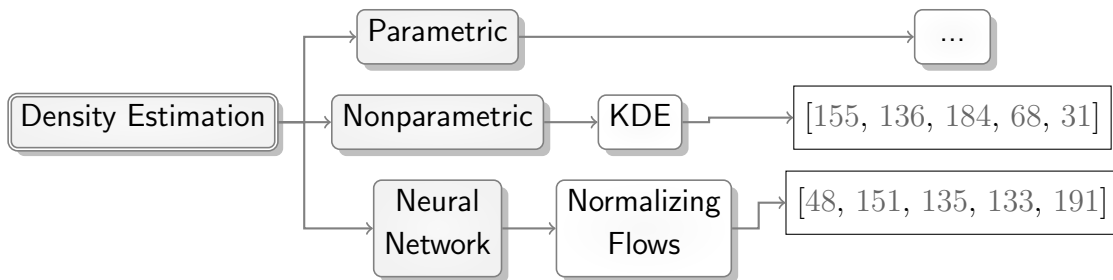 Parametric
...
Density Estimation
Nonparametric
KDE
[155, 136, 184, 68, 31]
Neural
Network
Normalizing
Flows
[48, 151, 135, 133, 191]